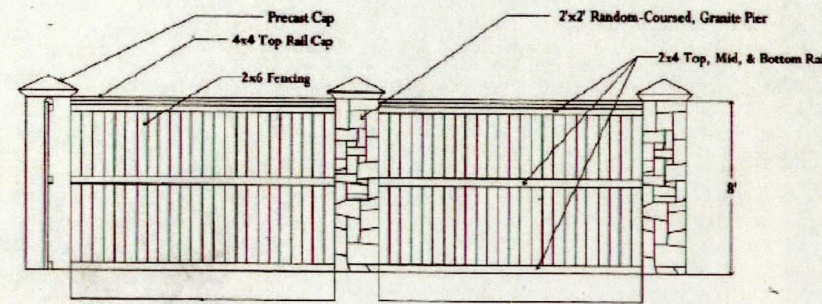 Precast Cap
2'x2' Random-Coursed, Granite Pier
4x4 Top Rail Cap
2x4 Top, Mid, & Bottom Rai
2x6 Fencing
8'